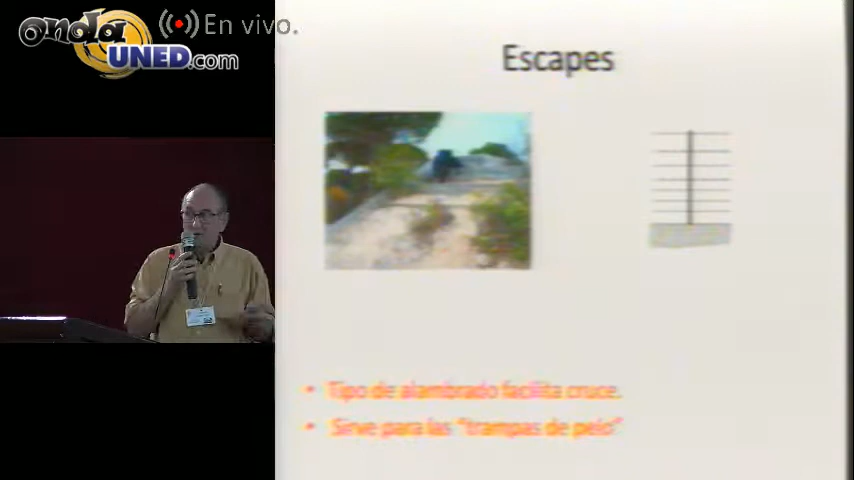 onda
UNED.com
En vivo.
Escapes
• Tipo de alambrado facilita cruce.
• Sirve para las "trampas de pelo"